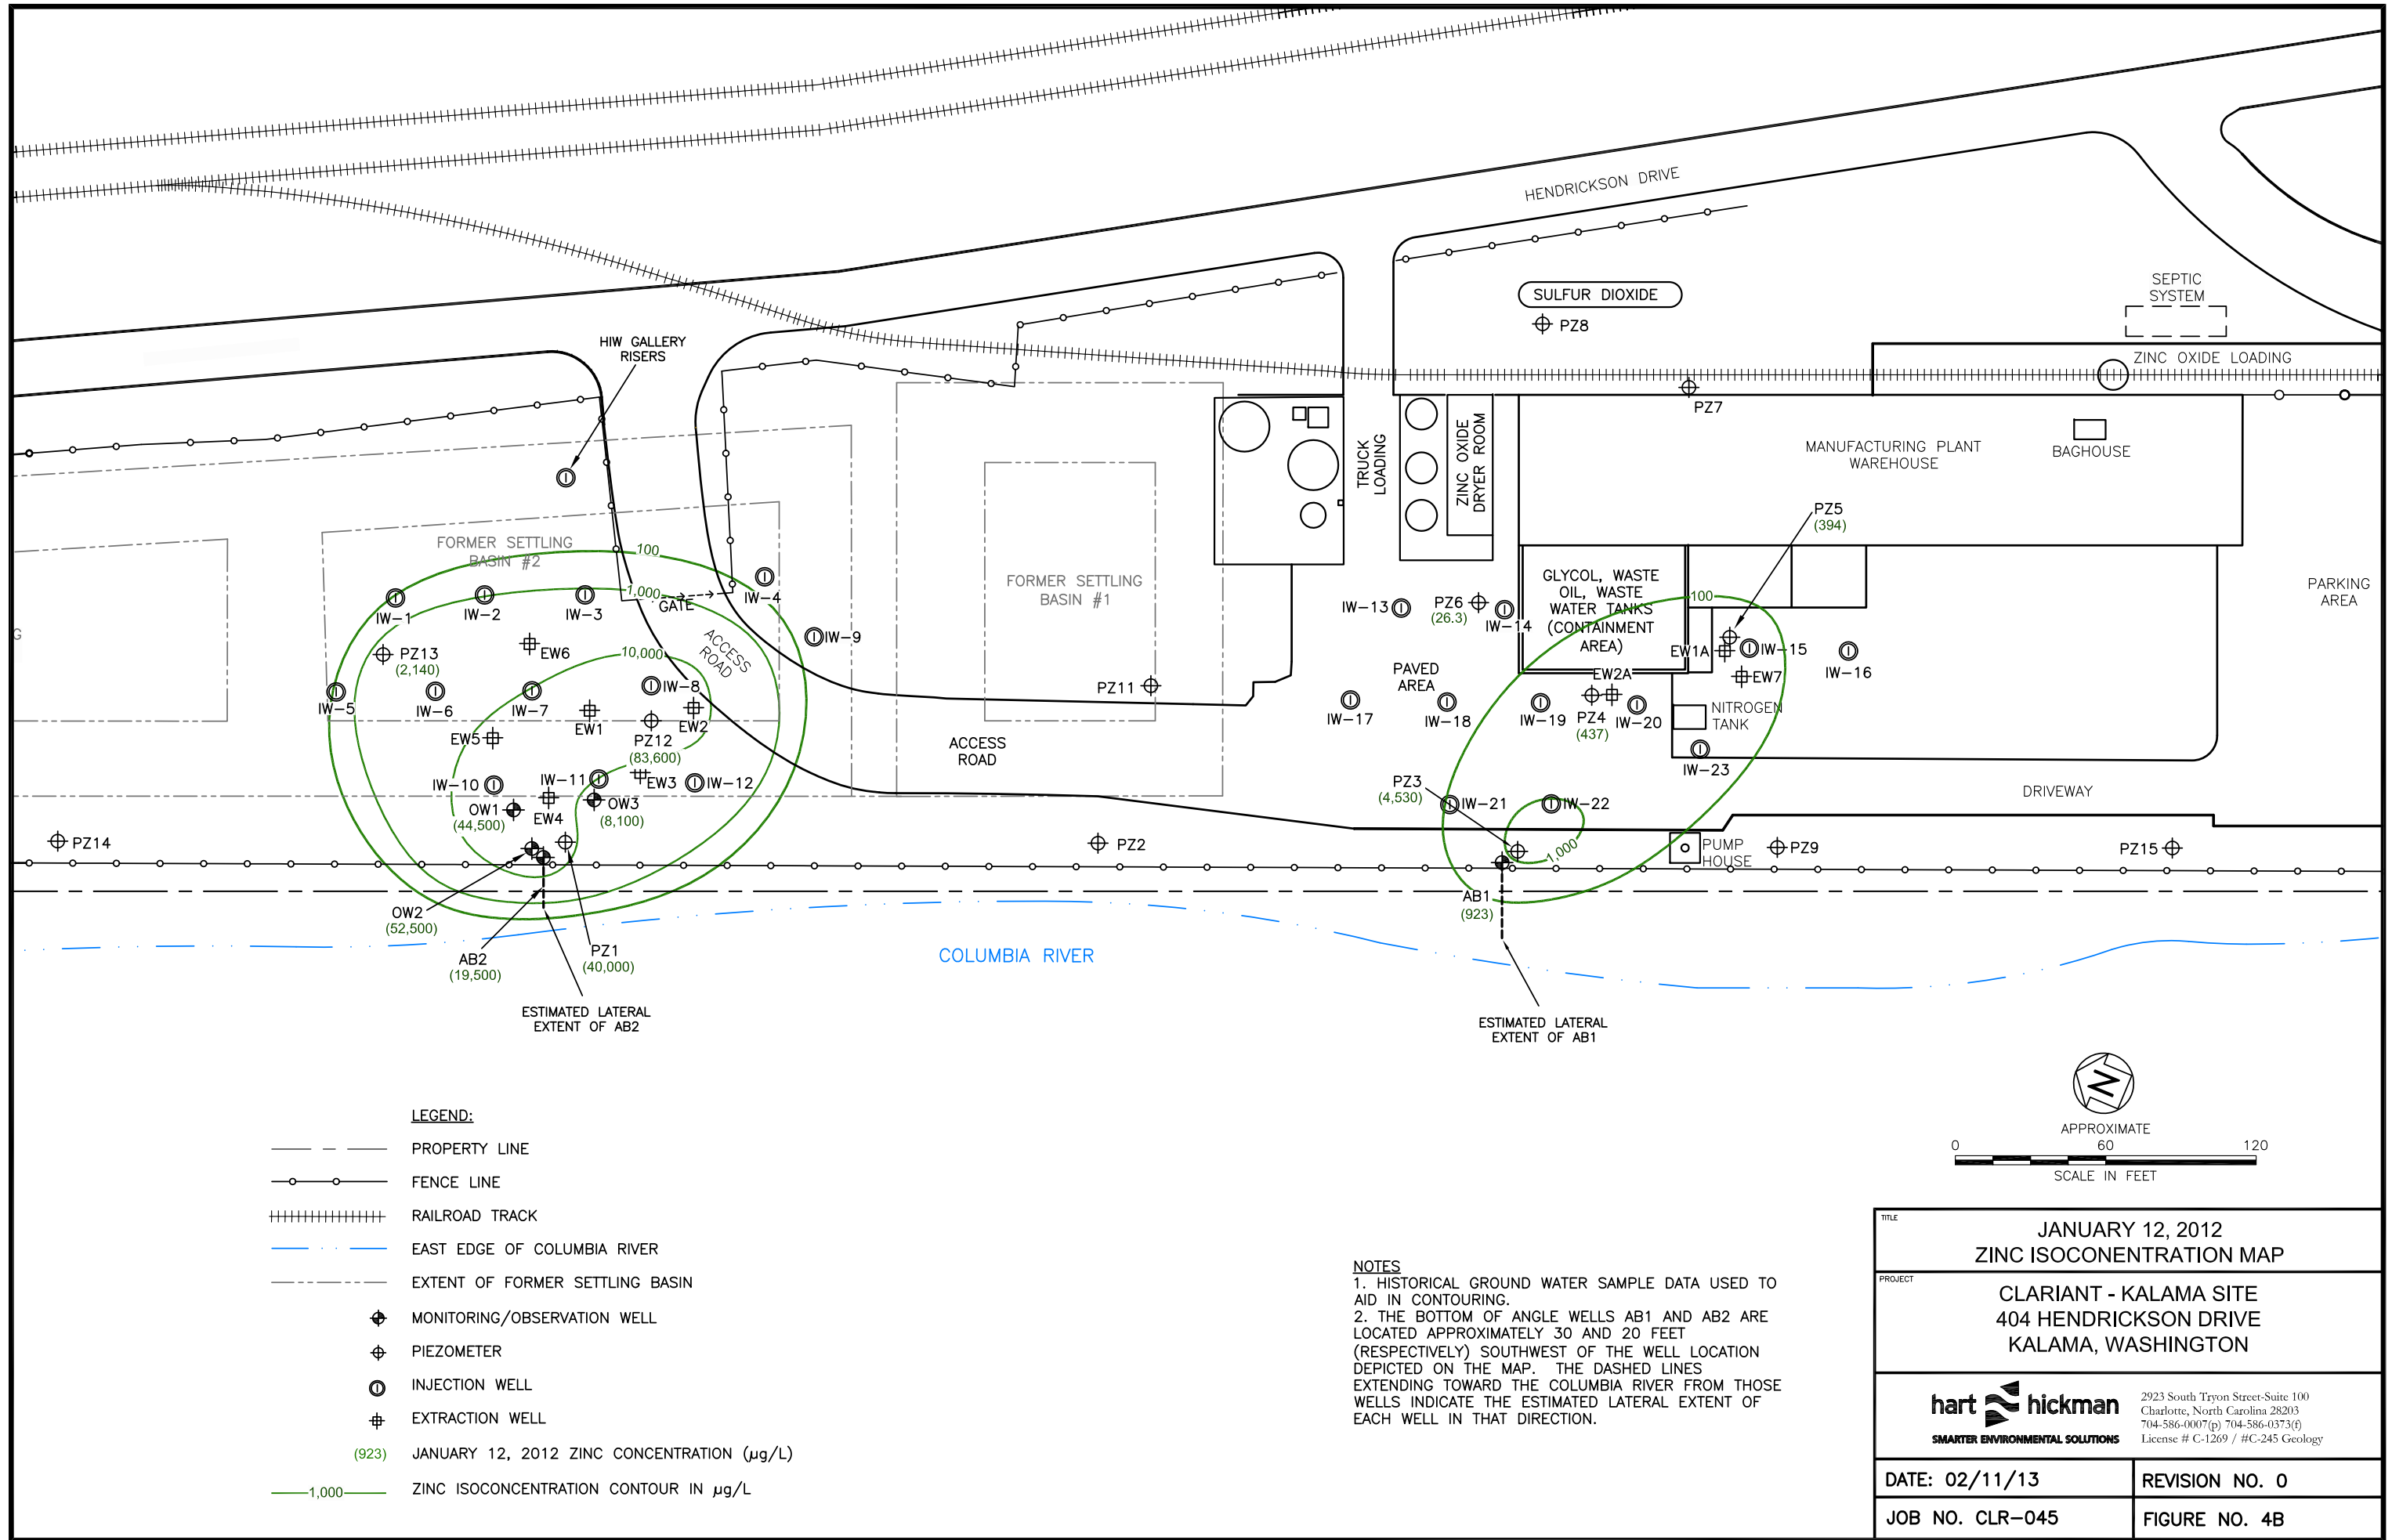 HENDRICKSON DRIVE
SULFUR DIOXIDE
PZ8
SEPTIC
SYSTEM
ZINC OXIDE LOADING
HIW GALLERY
RISERS
PZ7
TRUCK
LOADING
ZINC OXIDE
DRYER ROOM
MANUFACTURING PLANT
WAREHOUSE
BAGHOUSE
PZ5
(394)
FORMER SETTLING
BASIN #2
100
1,000
GATE
IW-1
IW-2
IW-3
IW-4
IW-9
FORMER SETTLING
BASIN #1
IW-13
PZ6
(26.3)
IW-14
GLYCOL, WASTE
OIL, WASTE
WATER TANKS
(CONTAINMENT
AREA)
100
PARKING
AREA
EW1A
IW-15
IW-16
EW7
G
PZ13
(2,140)
EW6
10,000
ACCESS
ROAD
IW-5
IW-6
IW-7
IW-8
EW1
EW2
EW5
PZ12
(83,600)
PZ11
PAVED
AREA
IW-17
IW-18
IW-19
EW2A
PZ4
(437)
IW-20
NITROGEN
TANK
IW-23
ACCESS
ROAD
IW-10
IW-11
EW3
IW-12
OW1
(44,500)
EW4
OW3
(8,100)
PZ3
(4,530)
IW-21
IW-22
DRIVEWAY
PZ14
PZ2
1,000
PUMP
HOUSE
PZ9
PZ15
OW2
(52,500)
AB2
(19,500)
PZ1
(40,000)
AB1
(923)
COLUMBIA RIVER
ESTIMATED LATERAL
EXTENT OF AB2
ESTIMATED LATERAL
EXTENT OF AB1
N
APPROXIMATE
0 60 120
SCALE IN FEET
LEGEND:
PROPERTY LINE
FENCE LINE
RAILROAD TRACK
EAST EDGE OF COLUMBIA RIVER
EXTENT OF FORMER SETTLING BASIN
MONITORING/OBSERVATION WELL
PIEZOMETER
INJECTION WELL
EXTRACTION WELL
(923) JANUARY 12, 2012 ZINC CONCENTRATION (µg/L)
1,000 ZINC ISOCONCENTRATION CONTOUR IN µg/L
NOTES
1. HISTORICAL GROUND WATER SAMPLE DATA USED TO
AID IN CONTOURING.
2. THE BOTTOM OF ANGLE WELLS AB1 AND AB2 ARE
LOCATED APPROXIMATELY 30 AND 20 FEET
(RESPECTIVELY) SOUTHWEST OF THE WELL LOCATION
DEPICTED ON THE MAP. THE DASHED LINES
EXTENDING TOWARD THE COLUMBIA RIVER FROM THOSE
WELLS INDICATE THE ESTIMATED LATERAL EXTENT OF
EACH WELL IN THAT DIRECTION.
TITLE
JANUARY 12, 2012
ZINC ISOCONENTRATION MAP
PROJECT
CLARIANT - KALAMA SITE
404 HENDRICKSON DRIVE
KALAMA, WASHINGTON
hart hickman
SMARTER ENVIRONMENTAL SOLUTIONS
2923 South Tryon Street-Suite 100
Charlotte, North Carolina 28203
704-586-0007(p) 704-586-0373(f)
License # C-1269 / #C-245 Geology
DATE: 02/11/13
REVISION NO. 0
JOB NO. CLR-045
FIGURE NO. 4B